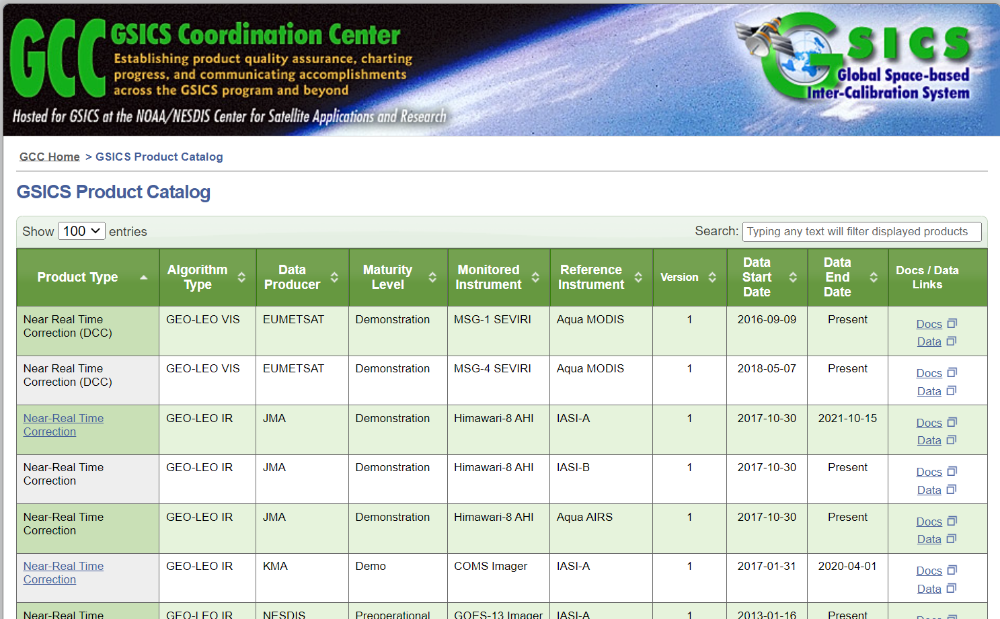 GCC GSICS Coordination Center
Establishing product quality assurance, charting
progress, and communicating accomplishments
across the GSICS program and beyond
Hosted for GSICS at the NOAA/NESDIS Center for Satellite Applications and Research
GSICS
Global Space-based
Inter-Calibration System
GCC Home > GSICS Product Catalog
GSICS Product Catalog
Show 100 entries
Search: Typing any text will filter displayed products
Product Type
Algorithm
Type
Data
Producer
Maturity
Level
Monitored
Instrument
Reference
Instrument
Version
Data
Start
Date
Data
End
Date
Docs / Data
Links
Near Real Time
Correction (DCC)
GEO-LEO VIS
EUMETSAT
Demonstration
MSG-1 SEVIRI
Aqua MODIS
1
2016-09-09
Present
Docs
Data
Near Real Time
Correction (DCC)
GEO-LEO VIS
EUMETSAT
Demonstration
MSG-4 SEVIRI
Aqua MODIS
1
2018-05-07
Present
Docs
Data
Near-Real Time
Correction
GEO-LEO IR
JMA
Demonstration
Himawari-8 AHI
IASI-A
1
2017-10-30
2021-10-15
Docs
Data
Near-Real Time
Correction
GEO-LEO IR
JMA
Demonstration
Himawari-8 AHI
IASI-B
1
2017-10-30
Present
Docs
Data
Near-Real Time
Correction
GEO-LEO IR
JMA
Demonstration
Himawari-8 AHI
Aqua AIRS
1
2017-10-30
Present
Docs
Data
Near-Real Time
Correction
GEO-LEO IR
KMA
Demo
COMS Imager
IASI-A
1
2017-01-31
2020-04-01
Docs
Data
Near-Real Time
GEO-LEO IR
NESDIS
Preoperational
GOES-13 Imager
IASI-A
1
2013-01-16
Present